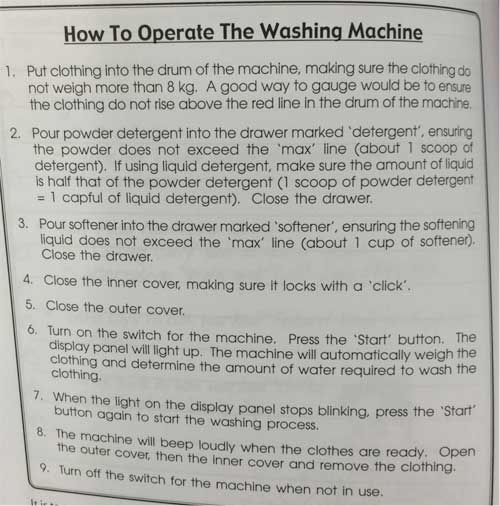 How To Operate The Washing Machine
1. Put clothing into the drum of the machine, making sure the clothing do
not weigh more than 8 kg. A good way to gauge would be to ensure
the clothing do not rise above the red line in the drum of the machine.
2. Pour powder detergent into the drawer marked 'detergent', ensuring
the powder does not exceed the 'max' line (about 1 scoop of
detergent). If using liquid detergent, make sure the amount of liquid
is half that of the powder detergent (1 scoop of powder detergent
= 1 capful of liquid detergent). Close the drawer.
3. Pour softener into the drawer marked 'softener', ensuring the softening
liquid does not exceed the 'max' line (about 1 cup of softener).
Close the drawer.
4. Close the inner cover, making sure it locks with a 'click'.
5. Close the outer cover.
6. Turn on the switch for the machine. Press the 'Start' button. The
display panel will light up. The machine will automatically weigh the
clothing and determine the amount of water required to wash the
clothing.
7. When the light on the display panel stops blinking, press the 'Start'
button again to start the washing process.
8. The machine will beep loudly when the clothes are ready. Open
the outer cover, then the inner cover and remove the clothing.
9. Turn off the switch for the machine when not in use.